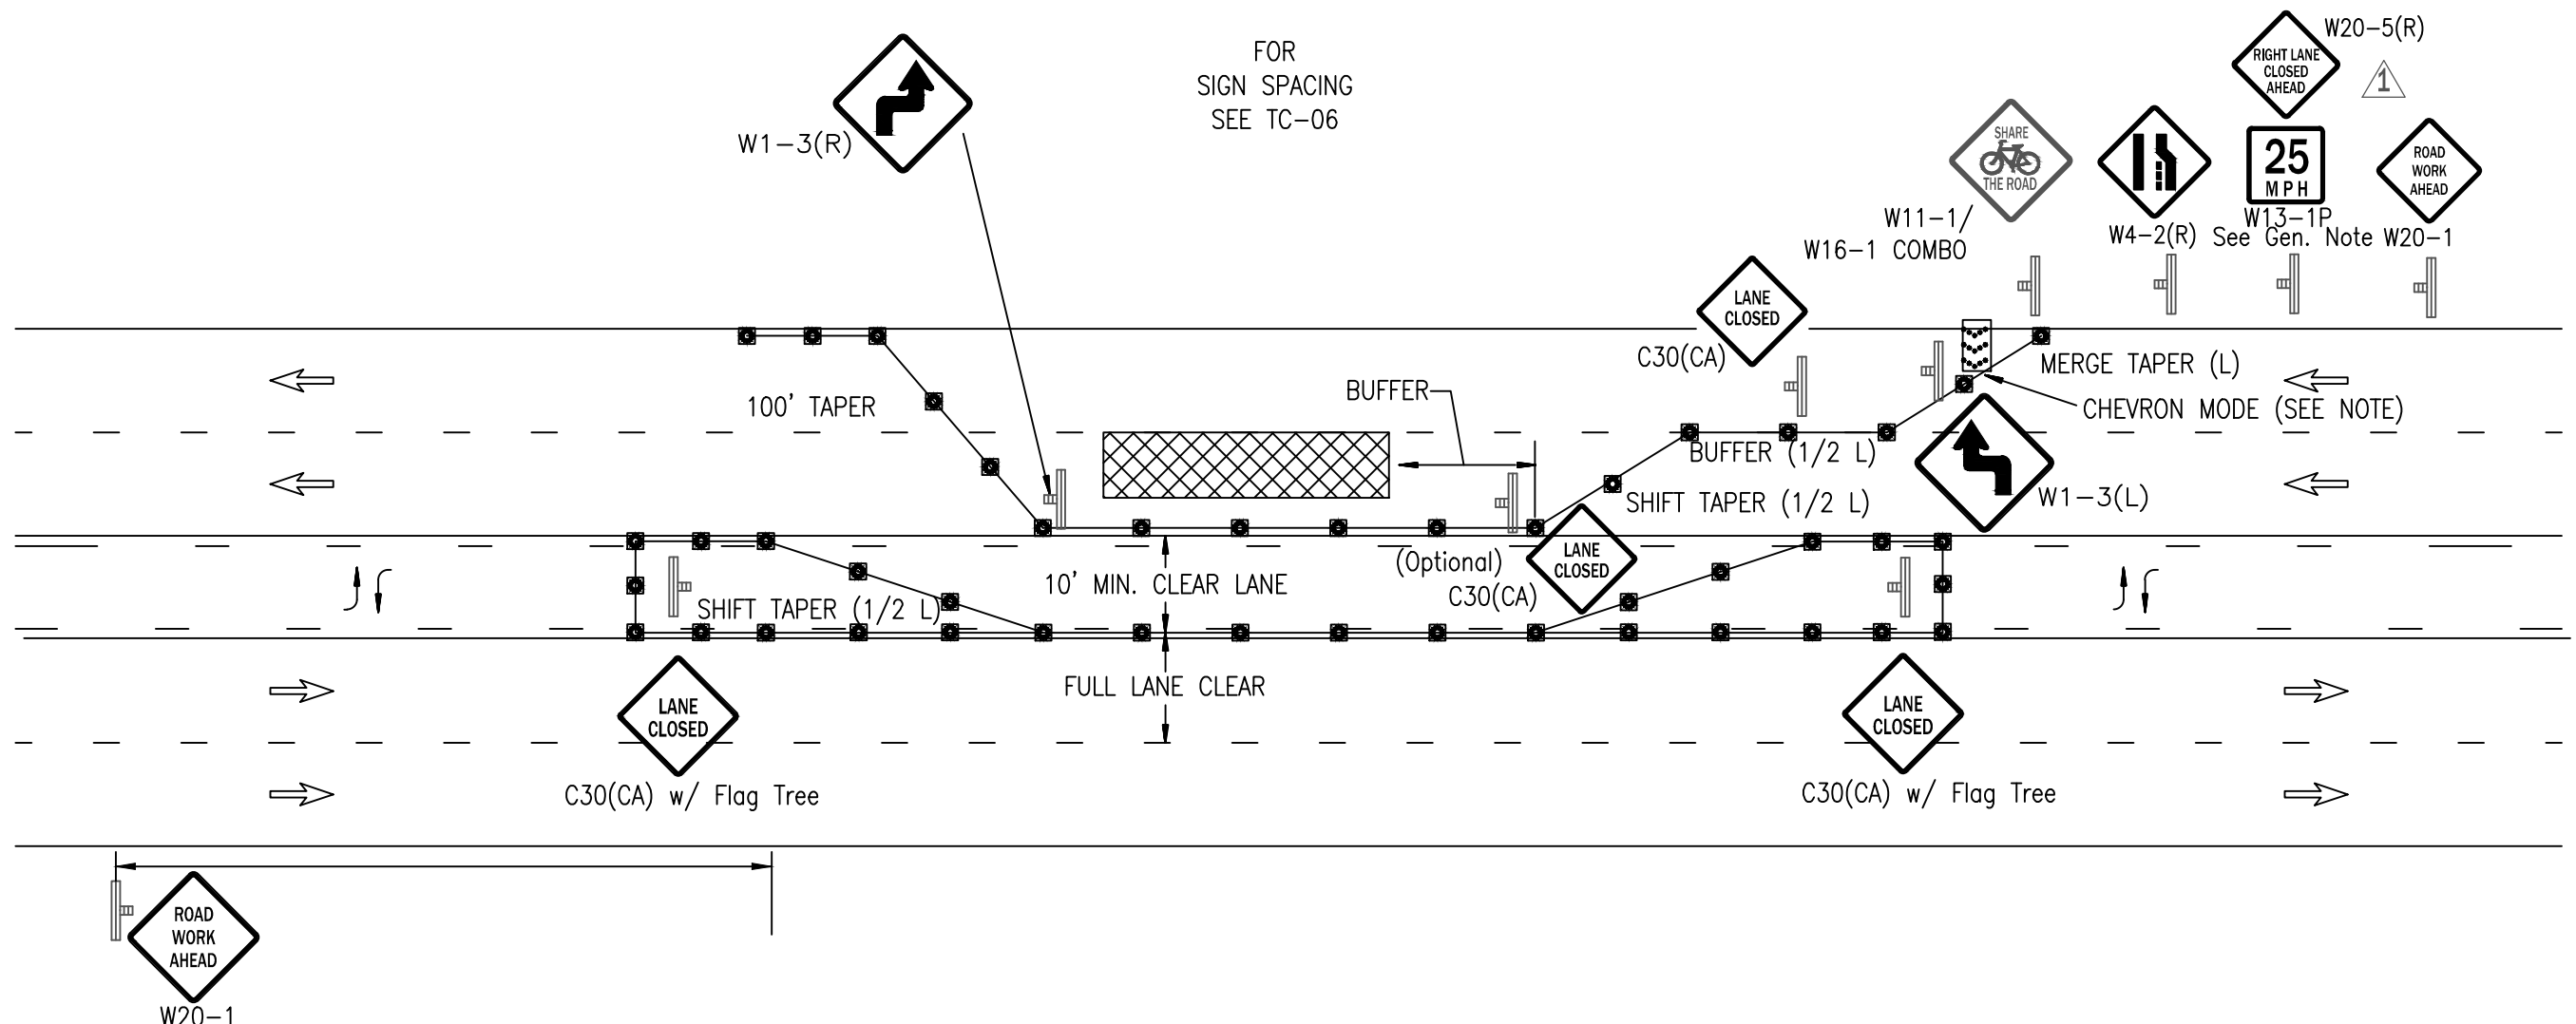 FOR
SIGN SPACING
SEE TC-06
W1-3(R)
W20-5(R)
RIGHT LANE
CLOSED
AHEAD
1
SHARE
THE ROAD
25
MPH
ROAD
WORK
AHEAD
W11-1/
W16-1 COMBO
W4-2(R)
W13-1P
See Gen. Note
W20-1
LANE
CLOSED
C30(CA)
MERGE TAPER (L)
CHEVRON MODE (SEE NOTE)
BUFFER
100' TAPER
BUFFER (1/2 L)
SHIFT TAPER (1/2 L)
W1-3(L)
(Optional)
C30(CA)
LANE
CLOSED
10' MIN. CLEAR LANE
SHIFT TAPER (1/2 L)
FULL LANE CLEAR
LANE
CLOSED
C30(CA) w/ Flag Tree
LANE
CLOSED
C30(CA) w/ Flag Tree
ROAD
WORK
AHEAD
W20-1